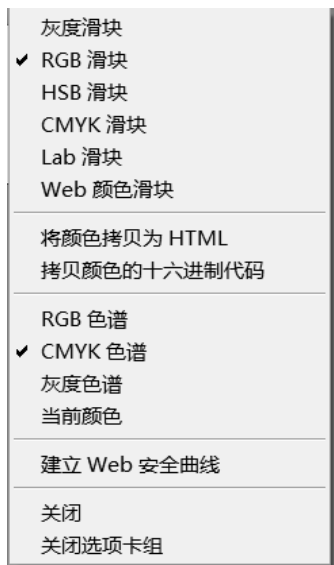 灰度滑块
RGB 滑块
HSB 滑块
CMYK 滑块
Lab 滑块
Web 颜色滑块
将颜色拷贝为 HTML
拷贝颜色的十六进制代码
RGB 色谱
CMYK 色谱
灰度色谱
当前颜色
建立 Web 安全曲线
关闭
关闭选项卡组